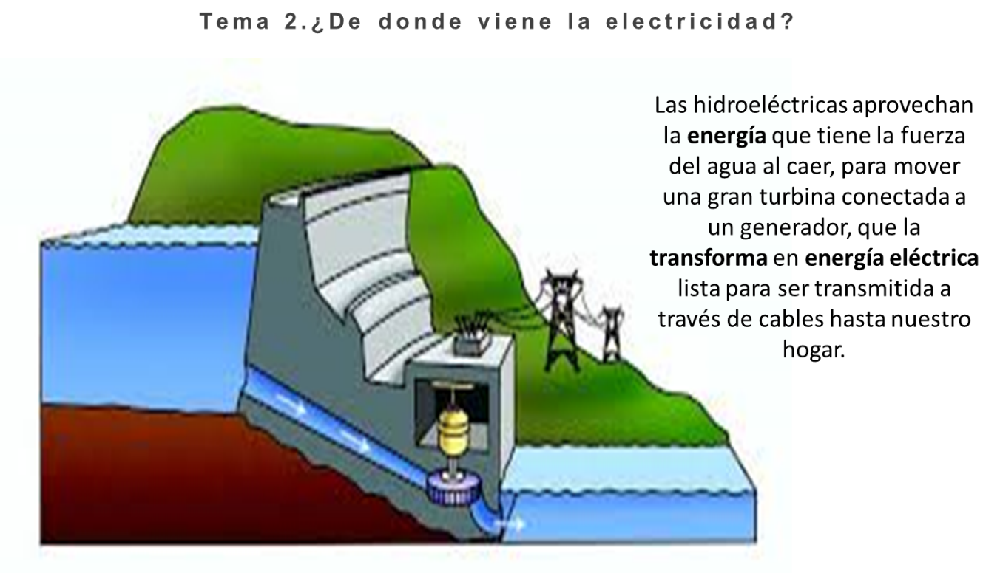 Tema 2.¿De donde viene la electricidad?
Las hidroeléctricas aprovechan
la energía que tiene la fuerza
del agua al caer, para mover
una gran turbina conectada a
un generador, que la
transforma en energía eléctrica
lista para ser transmitida a
través de cables hasta nuestro
hogar.